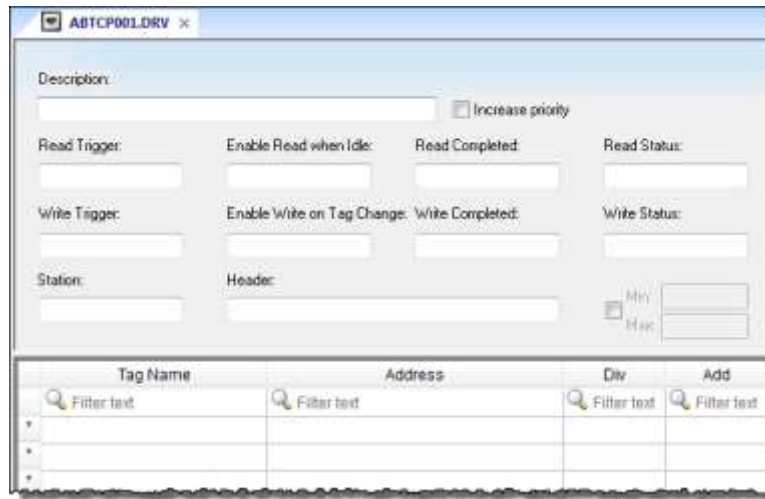 ABTCP001.DRV ×
Description:
Increase priority
Read Trigger: Enable Read when Idle: Read Completed: Read Status:
Write Trigger: Enable Write on Tag Change: Write Completed: Write Status:
Station: Header:
Min:
Max:
Tag Name Address Div Add
Filter text Filter text Filter text Filter text
*
*
*